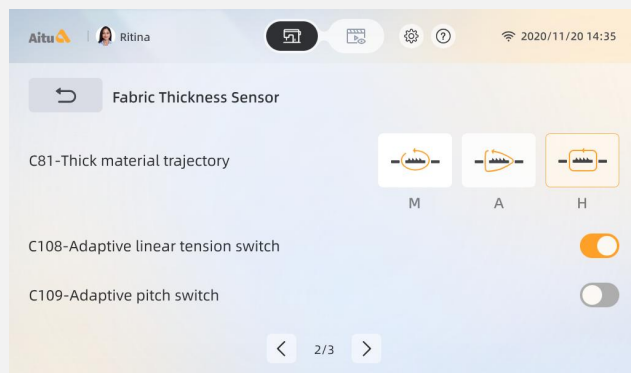 Aitu Ritina 2020/11/20 14:35
Fabric Thickness Sensor
C81-Thick material trajectory
M A H
C108-Adaptive linear tension switch
C109-Adaptive pitch switch
2/3